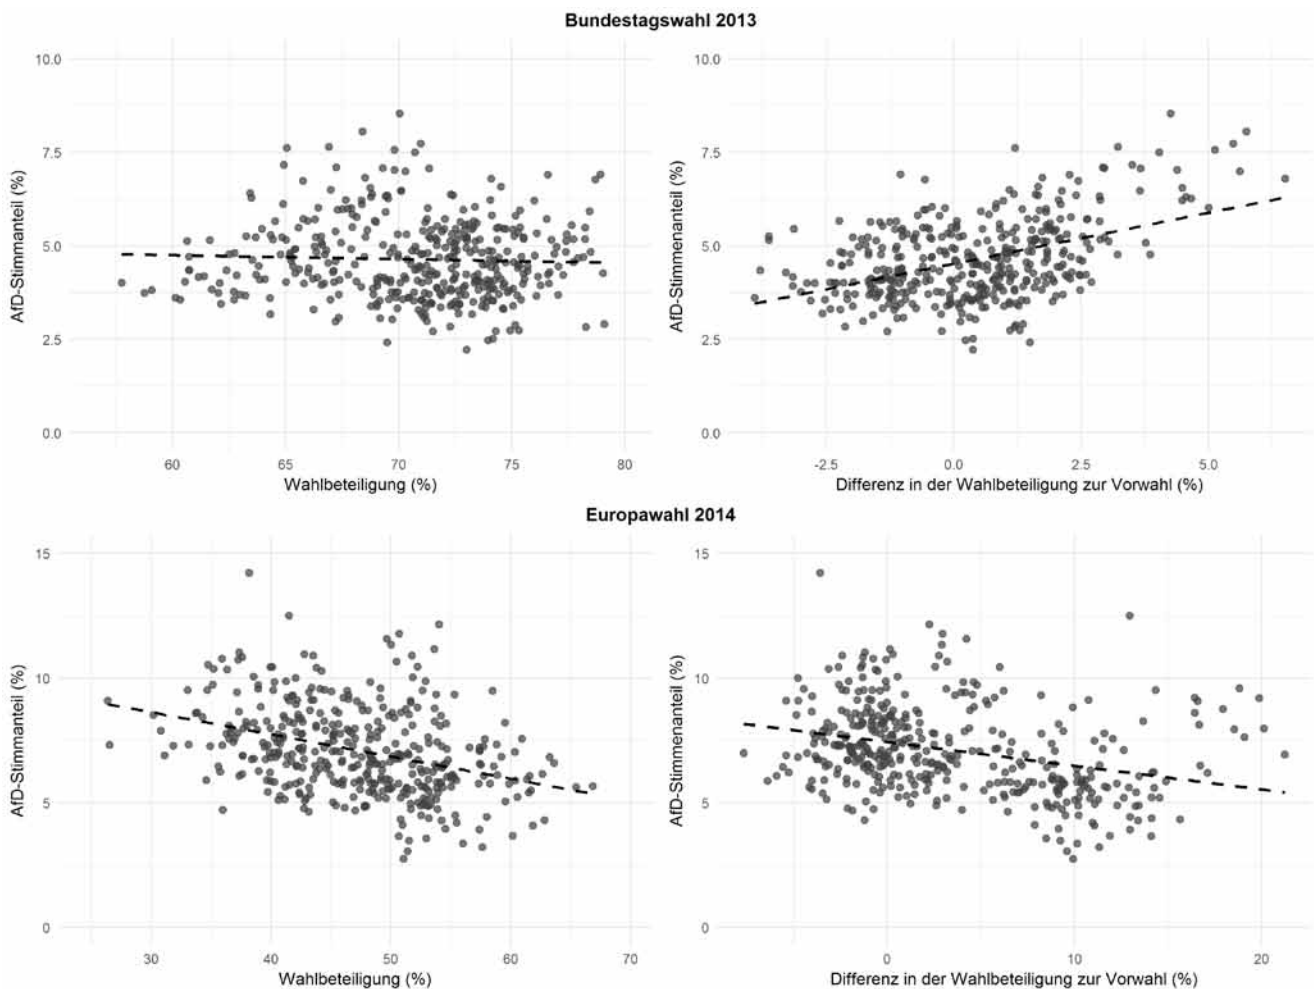 Bundestagswahl 2013
10.0
7.5
5.0
2.5
0.0
AfD-Stimmanteil (%)
60 65 70 75 80
Wahlbeteiligung (%)
10.0
7.5
5.0
2.5
0.0
AfD-Stimmenanteil (%)
-2.5 0.0 2.5 5.0
Differenz in der Wahlbeteiligung zur Vorwahl (%)
Europawahl 2014
15
10
5
0
AfD-Stimmanteil (%)
30 40 50 60 70
Wahlbeteiligung (%)
15
10
5
0
AfD-Stimmenanteil (%)
0 10 20
Differenz in der Wahlbeteiligung zur Vorwahl (%)